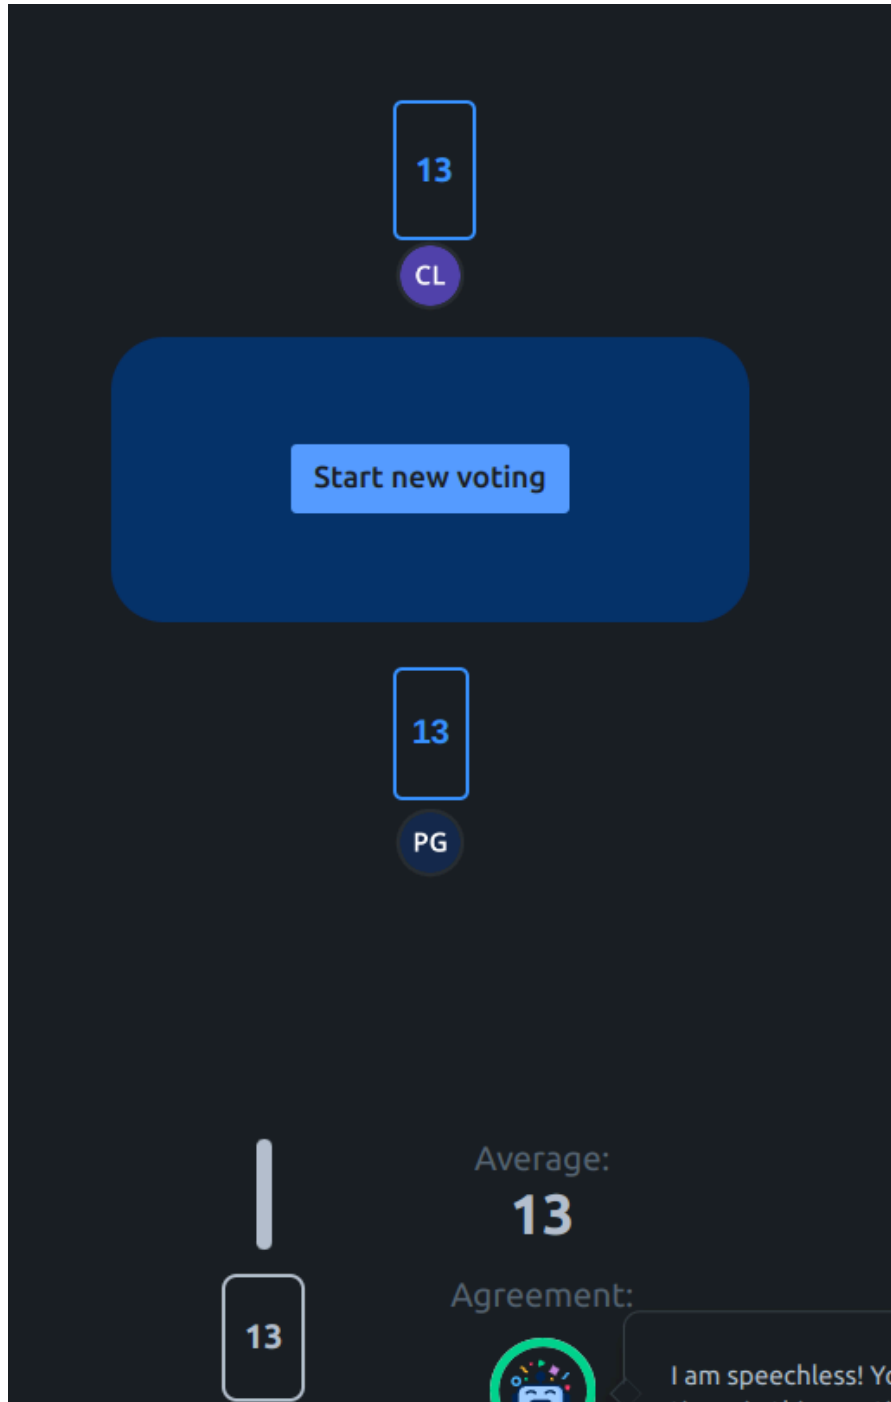 13
CL
Start new voting
13
PG
Average:
13
Agreement:
13
I am speechless!